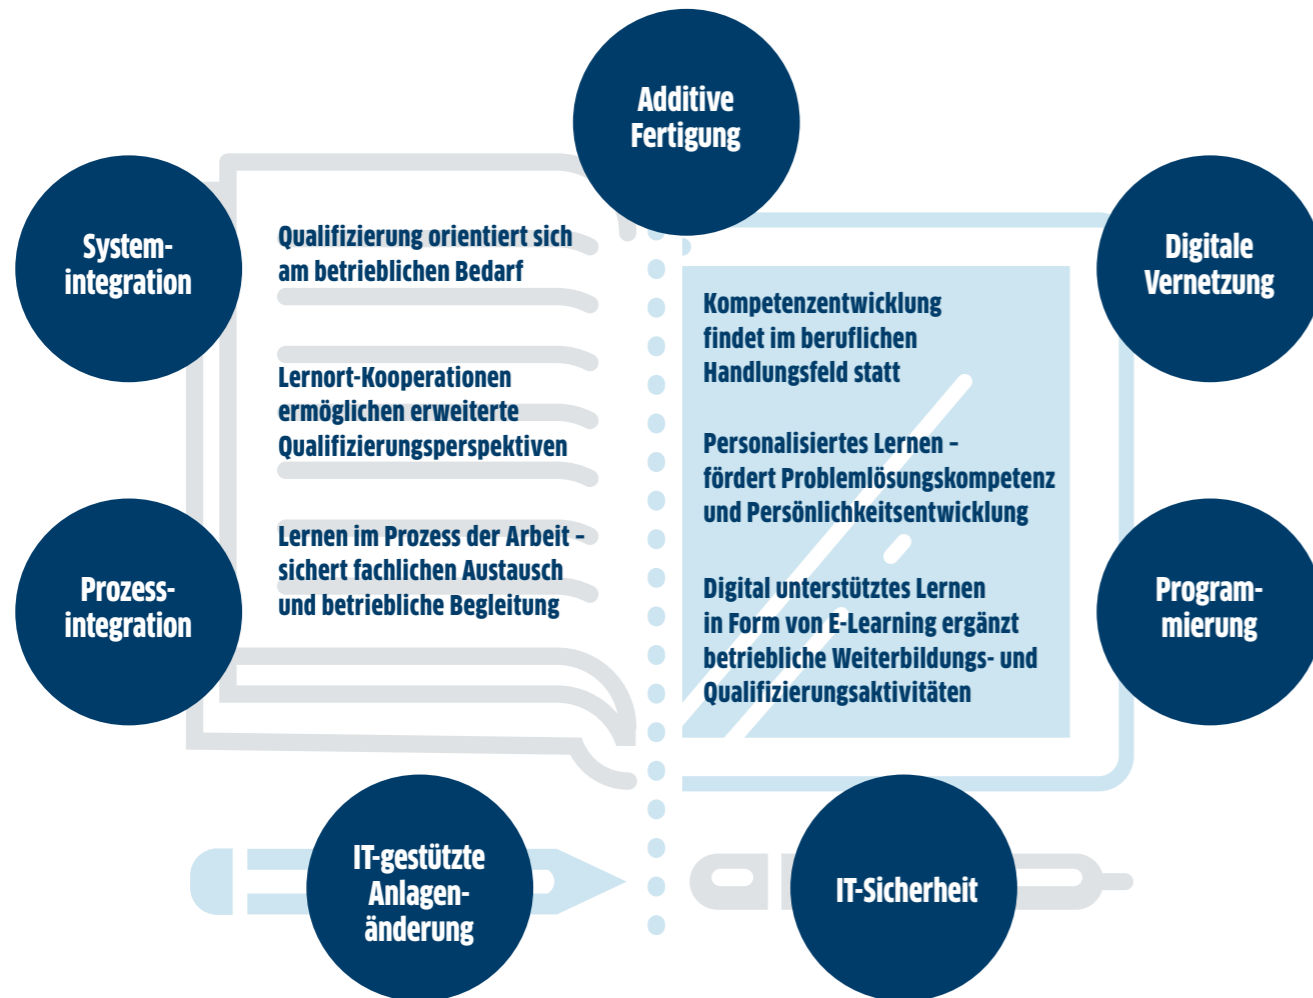 Additive
Fertigung
System-
integration
Qualifizierung orientiert sich
am betrieblichen Bedarf
Lernort-Kooperationen
ermöglichen erweiterte
Qualifizierungsperspektiven
Lernen im Prozess der Arbeit –
sichert fachlichen Austausch
und betriebliche Begleitung
Prozess-
integration
Digitale
Vernetzung
Kompetenzentwicklung
findet im beruflichen
Handlungsfeld statt
Personalisiertes Lernen –
fördert Problemlösungskompetenz
und Persönlichkeitsentwicklung
Digital unterstütztes Lernen
in Form von E-Learning ergänzt
betriebliche Weiterbildungs- und
Qualifizierungsaktivitäten
Program-
mierung
IT-gestützte
Anlagen-
änderung
IT-Sicherheit